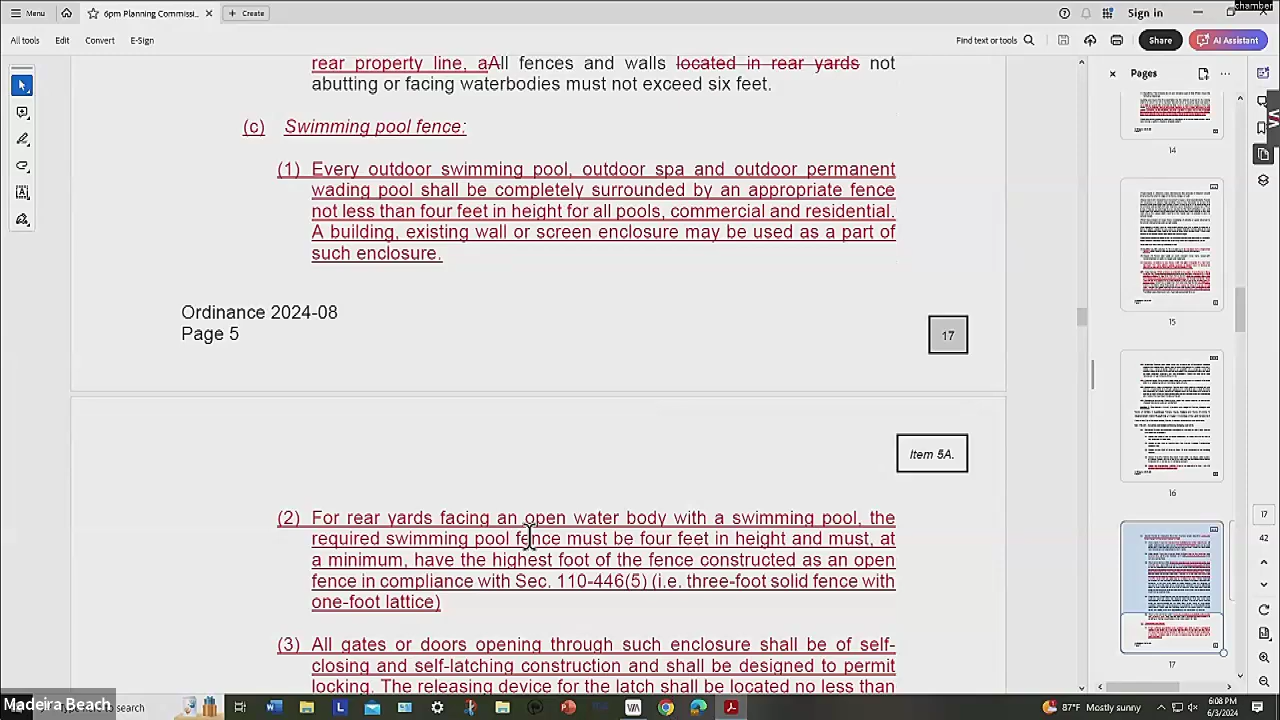 chamber
Menu
6pm Planning Commissi...
Create
Sign in
All tools
Edit
Convert
E-Sign
Find text or tools
Share
AI Assistant
rear property line, aAll fences and walls located in rear yards not
abutting or facing waterbodies must not exceed six feet.
(c) Swimming pool fence.
(1) Every outdoor swimming pool, outdoor spa and outdoor permanent
wading pool shall be completely surrounded by an appropriate fence
not less than four feet in height for all pools, commercial and residential.
A building, existing wall or screen enclosure may be used as a part of
such enclosure.
Ordinance 2024-08
Page 5
17
Item 5A.
(2) For rear yards facing an open water body with a swimming pool, the
required swimming pool fence must be four feet in height and must, at
a minimum, have the highest foot of the fence constructed as an open
fence in compliance with Sec. 110-446(5) (i.e. three-foot solid fence with
one-foot lattice)
(3) All gates or doors opening through such enclosure shall be of self-
closing and self-latching construction and shall be designed to permit
locking. The releasing device for the latch shall be located no less than
Pages
14
15
16
17
17
42
Madeira Beach
here to search
87°F Mostly sunny
6:08 PM
6/3/2024